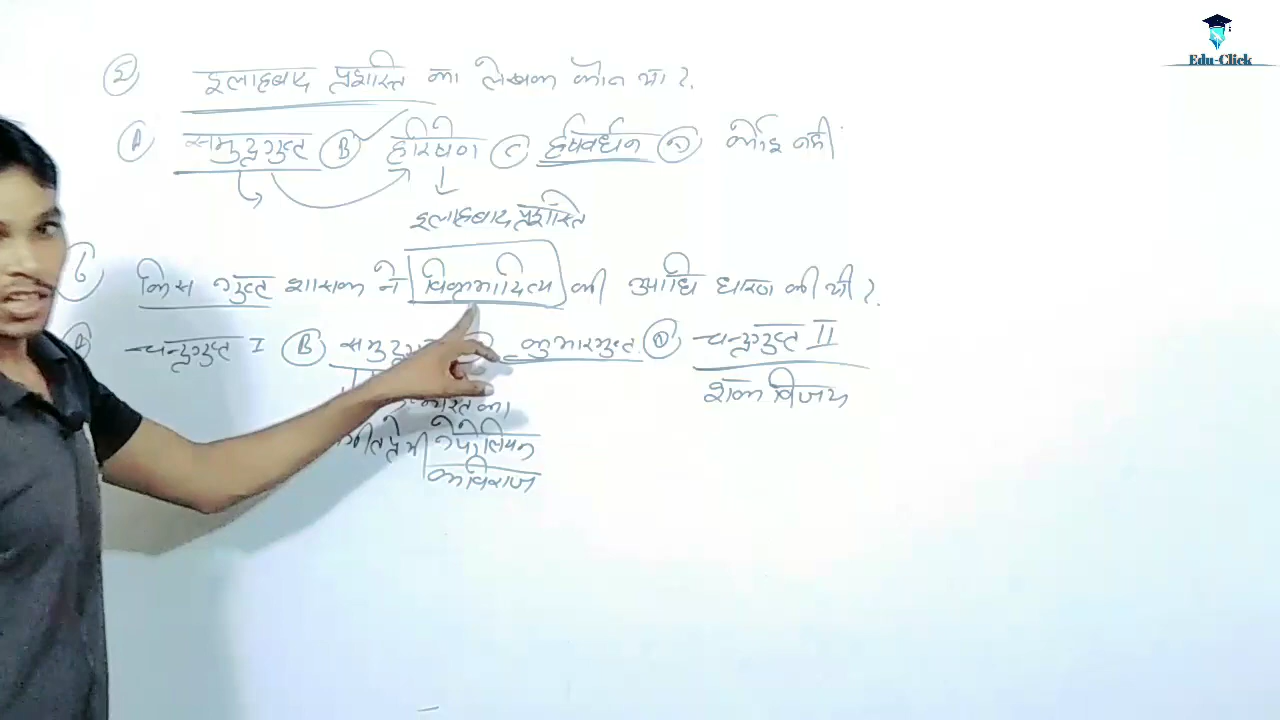 Edu-Click
इलाहबाद प्रशस्ति का लेखक कौन था ?
A समुद्रगुप्त B हरिषेण C हर्षवर्धन D कोई नहीं
इलाहबाद प्रशस्ति
6 किस गुप्त शासक ने विक्रमादित्य की उपाधि धारण की थी ?
चन्द्रगुप्त I B कुमारगुप्त D चन्द्रगुप्त II
शक विजय
नेपोलियन
कविराज